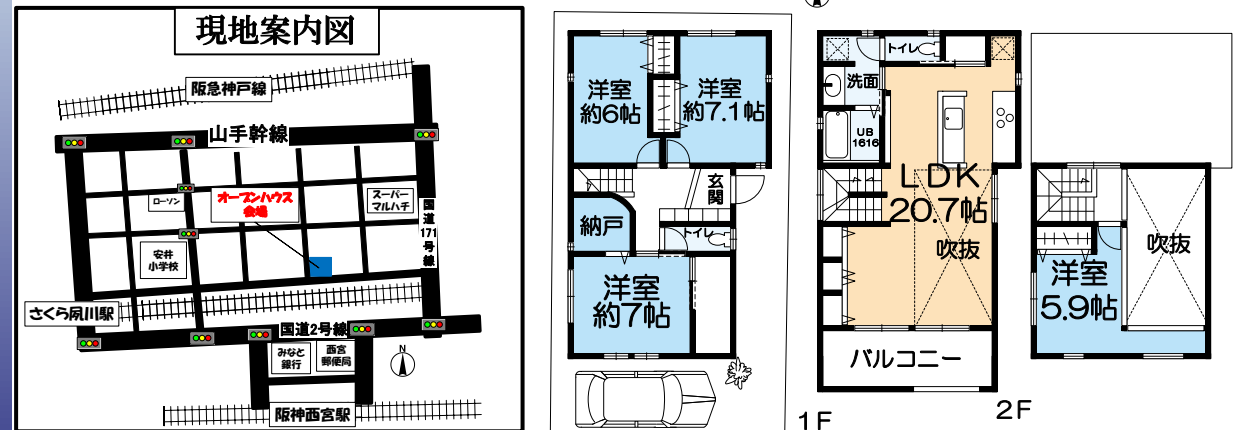 現地案内図
阪急神戸線
山手幹線
ローソン
オープンハウス
会場
スーパー
マルハチ
国道171号線
安井
小学校
さくら夙川駅
国道2号線
みなと
銀行
西宮
郵便局
N
阪神西宮駅
洋室
約6帖
洋室
約7.1帖
玄関
納戸
トイレ
洋室
約7帖
1F
トイレ
洗面
UB
1616
LDK
20.7帖
吹抜
バルコニー
2F
吹抜
洋室
5.9帖